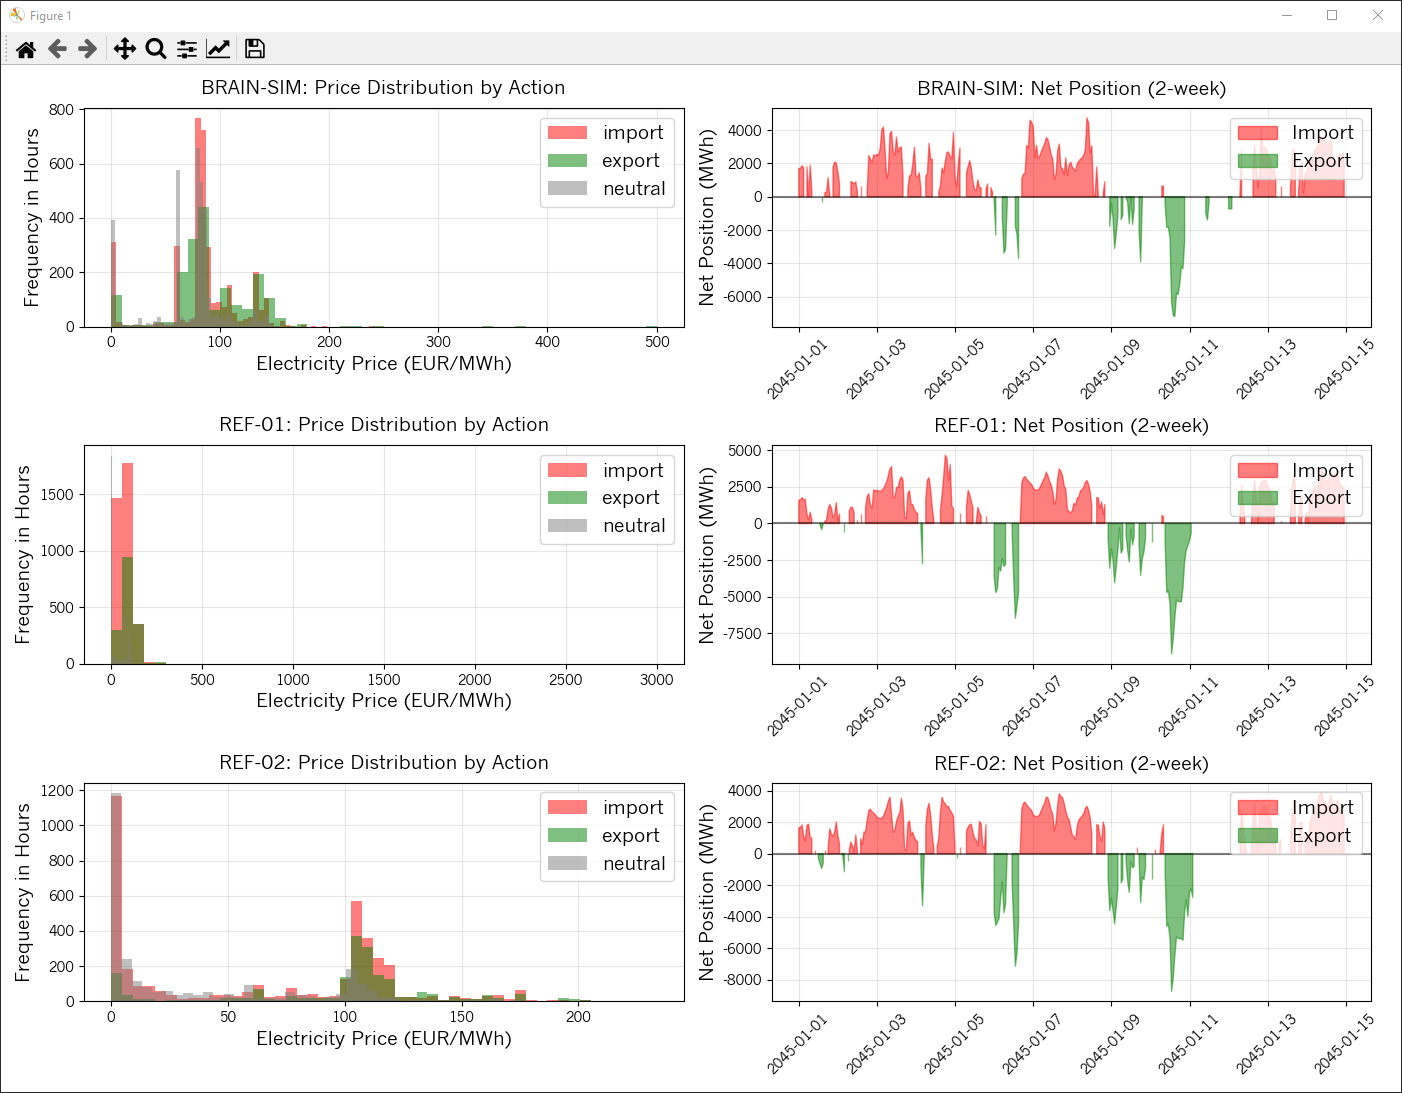 Figure 1
BRAIN-SIM: Price Distribution by Action
800
600
400
200
0
Frequency in Hours
import
export
neutral
0 100 200 300 400 500
Electricity Price (EUR/MWh)
BRAIN-SIM: Net Position (2-week)
4000
2000
0
-2000
-4000
-6000
Net Position (MWh)
Import
Export
2045-01-01 2045-01-03 2045-01-05 2045-01-07 2045-01-09 2045-01-11 2045-01-13 2045-01-15
REF-01: Price Distribution by Action
1500
1000
500
0
Frequency in Hours
import
export
neutral
0 500 1000 1500 2000 2500 3000
Electricity Price (EUR/MWh)
REF-01: Net Position (2-week)
5000
2500
0
-2500
-5000
-7500
Net Position (MWh)
Import
Export
2045-01-01 2045-01-03 2045-01-05 2045-01-07 2045-01-09 2045-01-11 2045-01-13 2045-01-15
REF-02: Price Distribution by Action
1200
1000
800
600
400
200
0
Frequency in Hours
import
export
neutral
0 50 100 150 200
Electricity Price (EUR/MWh)
REF-02: Net Position (2-week)
4000
2000
0
-2000
-4000
-6000
-8000
Net Position (MWh)
Import
Export
2045-01-01 2045-01-03 2045-01-05 2045-01-07 2045-01-09 2045-01-11 2045-01-13 2045-01-15